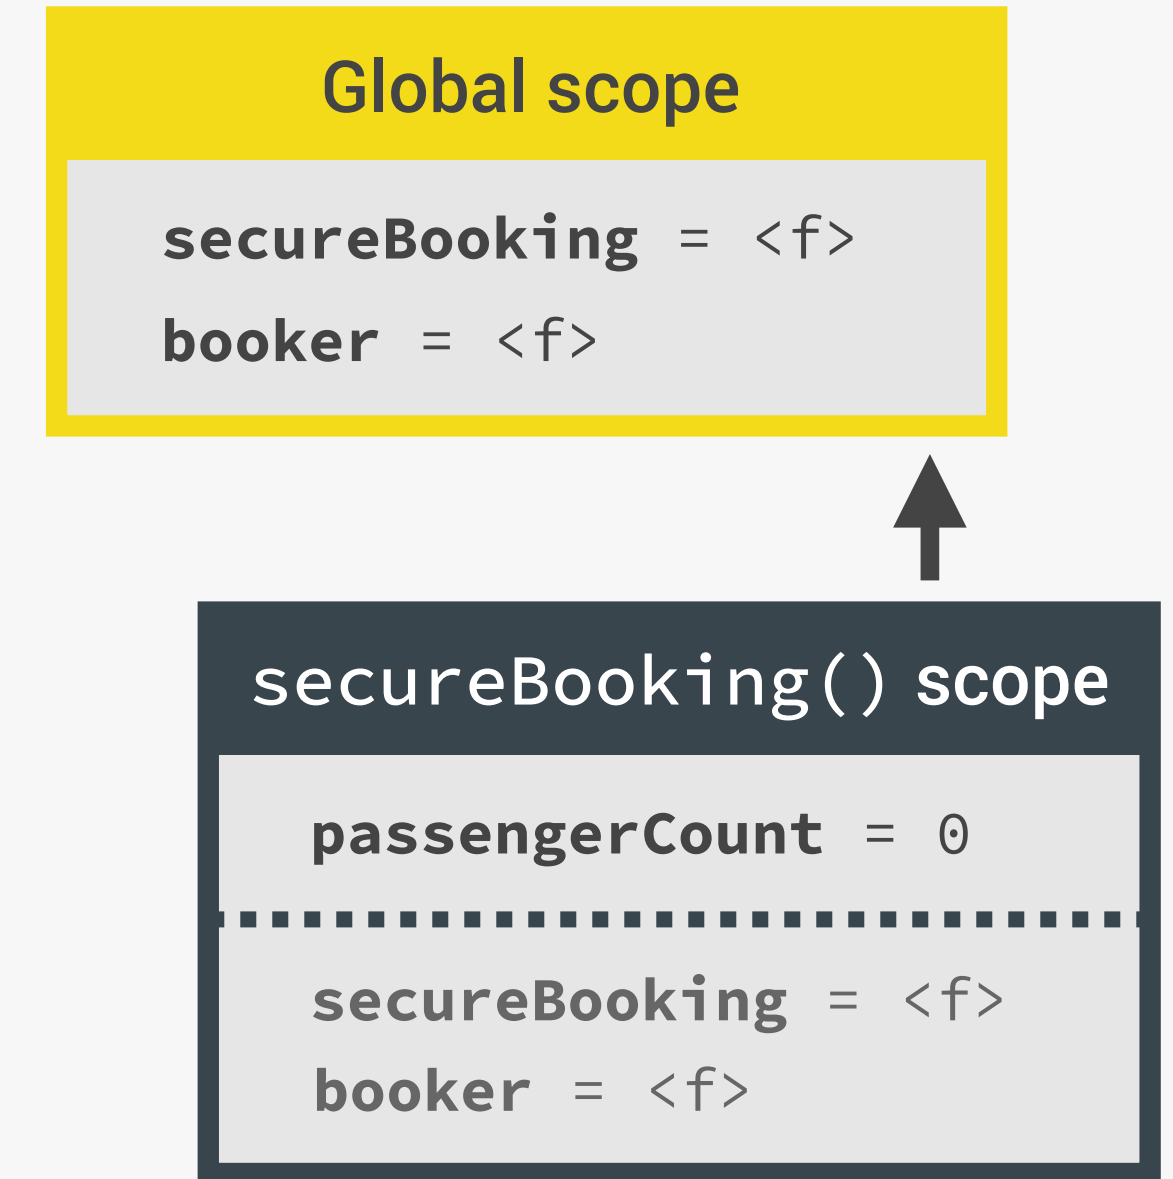 Global scope
secureBooking = <f>
booker = <f>
secureBooking() scope
passengerCount = 0
secureBooking = <f>
booker = <f>